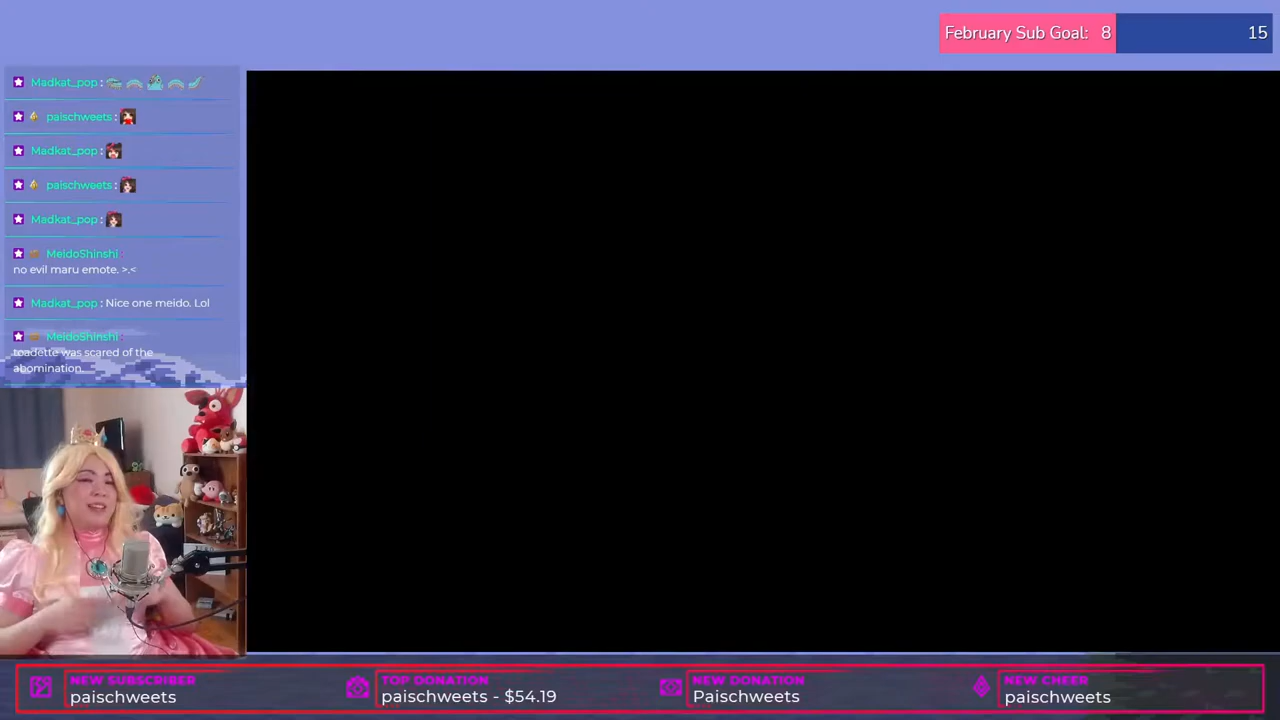 February Sub Goal: 8
15
Madkat_pop :
paischweets :
Madkat_pop :
paischweets :
Madkat_pop :
MeidoShinshi :
no evil maru emote. >.<
Madkat_pop : Nice one meido. Lol
MeidoShinshi :
toadette was scared of the
abomination.
NEW SUBSCRIBER
paischweets
TOP DONATION
paischweets - $54.19
NEW DONATION
Paischweets
NEW CHEER
paischweets